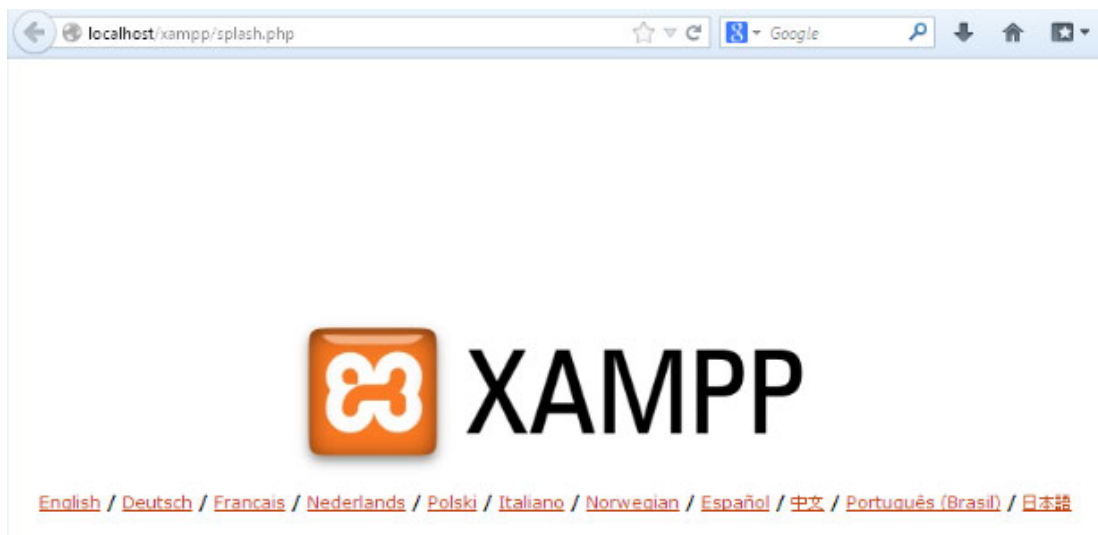 localhost/xampp/splash.php Google
XAMPP
English / Deutsch / Francais / Nederlands / Polski / Italiano / Norwegian / Español / 中文 / Português (Brasil) / 日本語